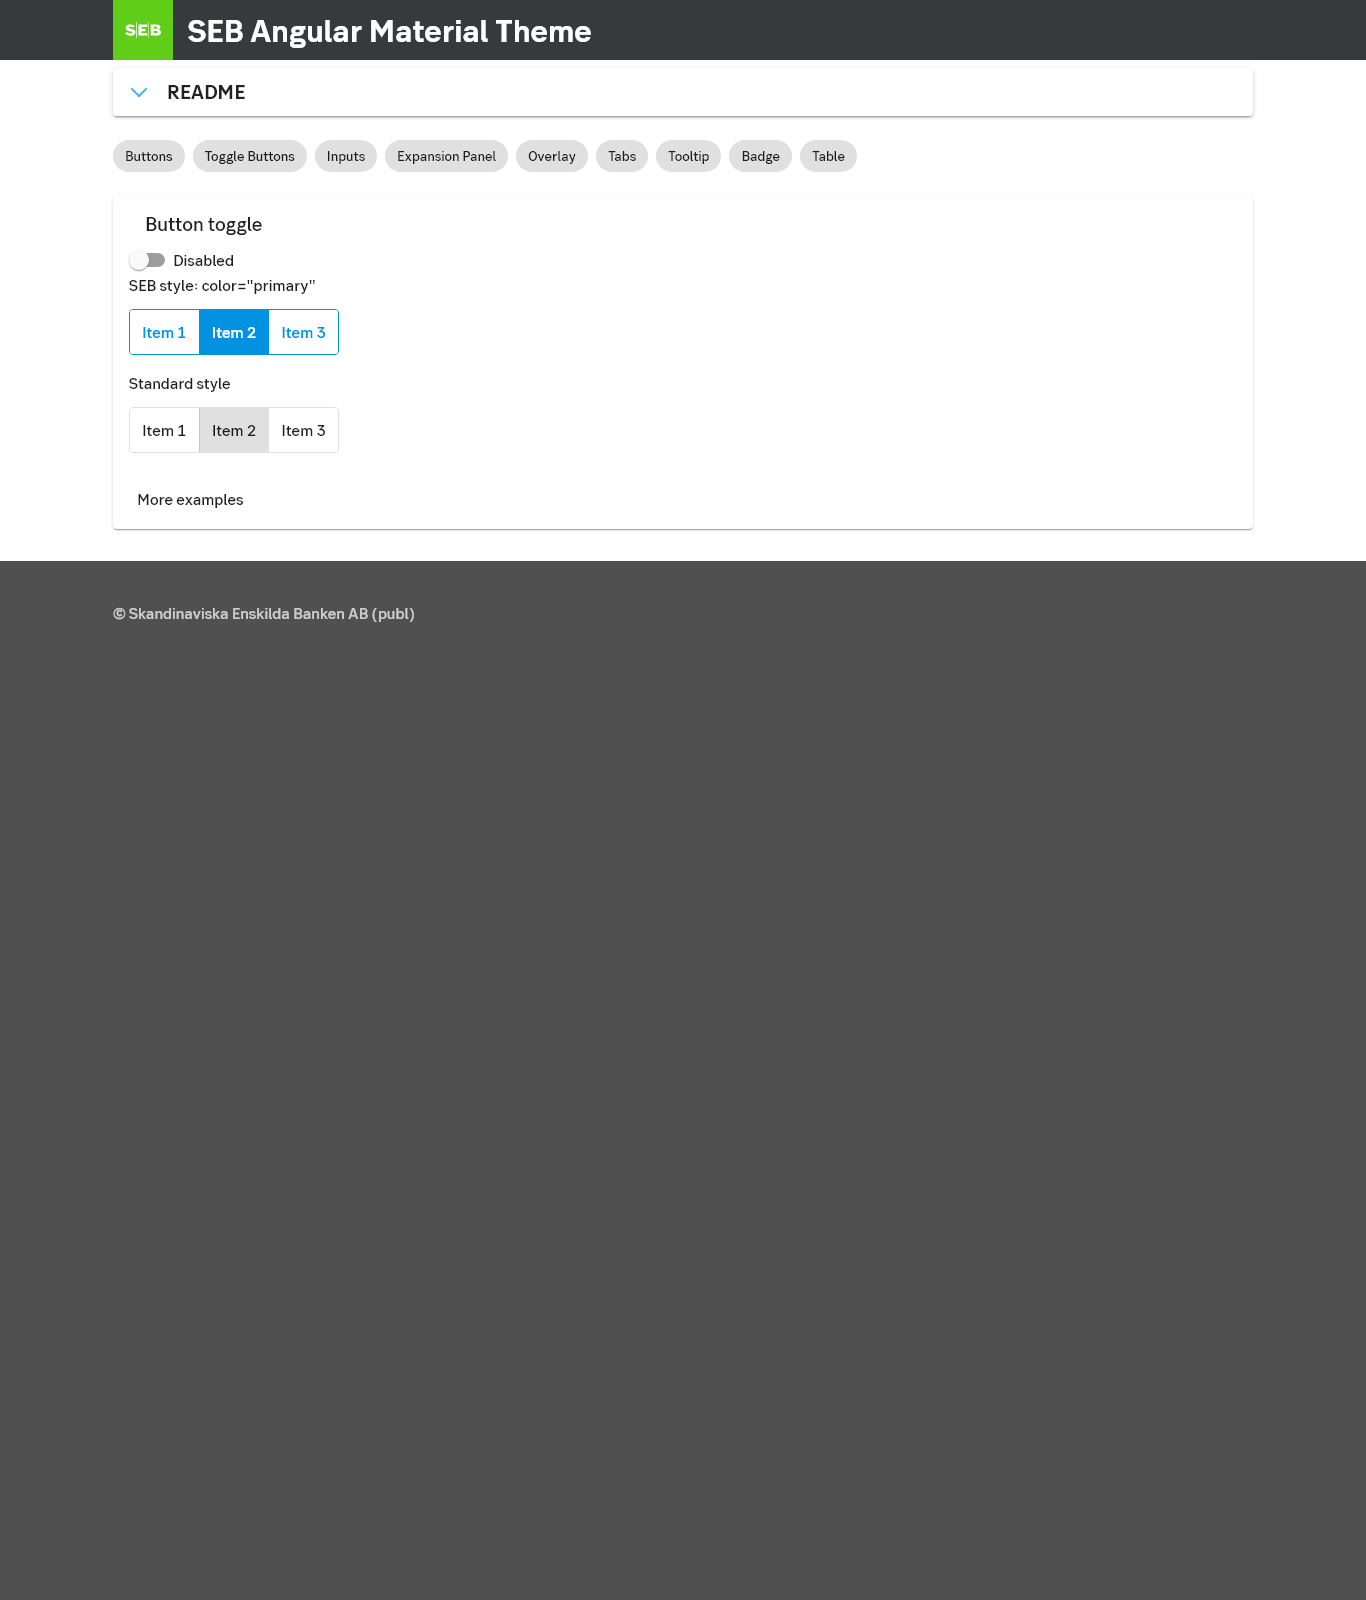 SEB SEB Angular Material Theme
README
Buttons Toggle Buttons Inputs Expansion Panel Overlay Tabs Tooltip Badge Table
Button toggle
Disabled
SEB style: color="primary"
Item 1 Item 2 Item 3
Standard style
Item 1 Item 2 Item 3
More examples
© Skandinaviska Enskilda Banken AB (publ)